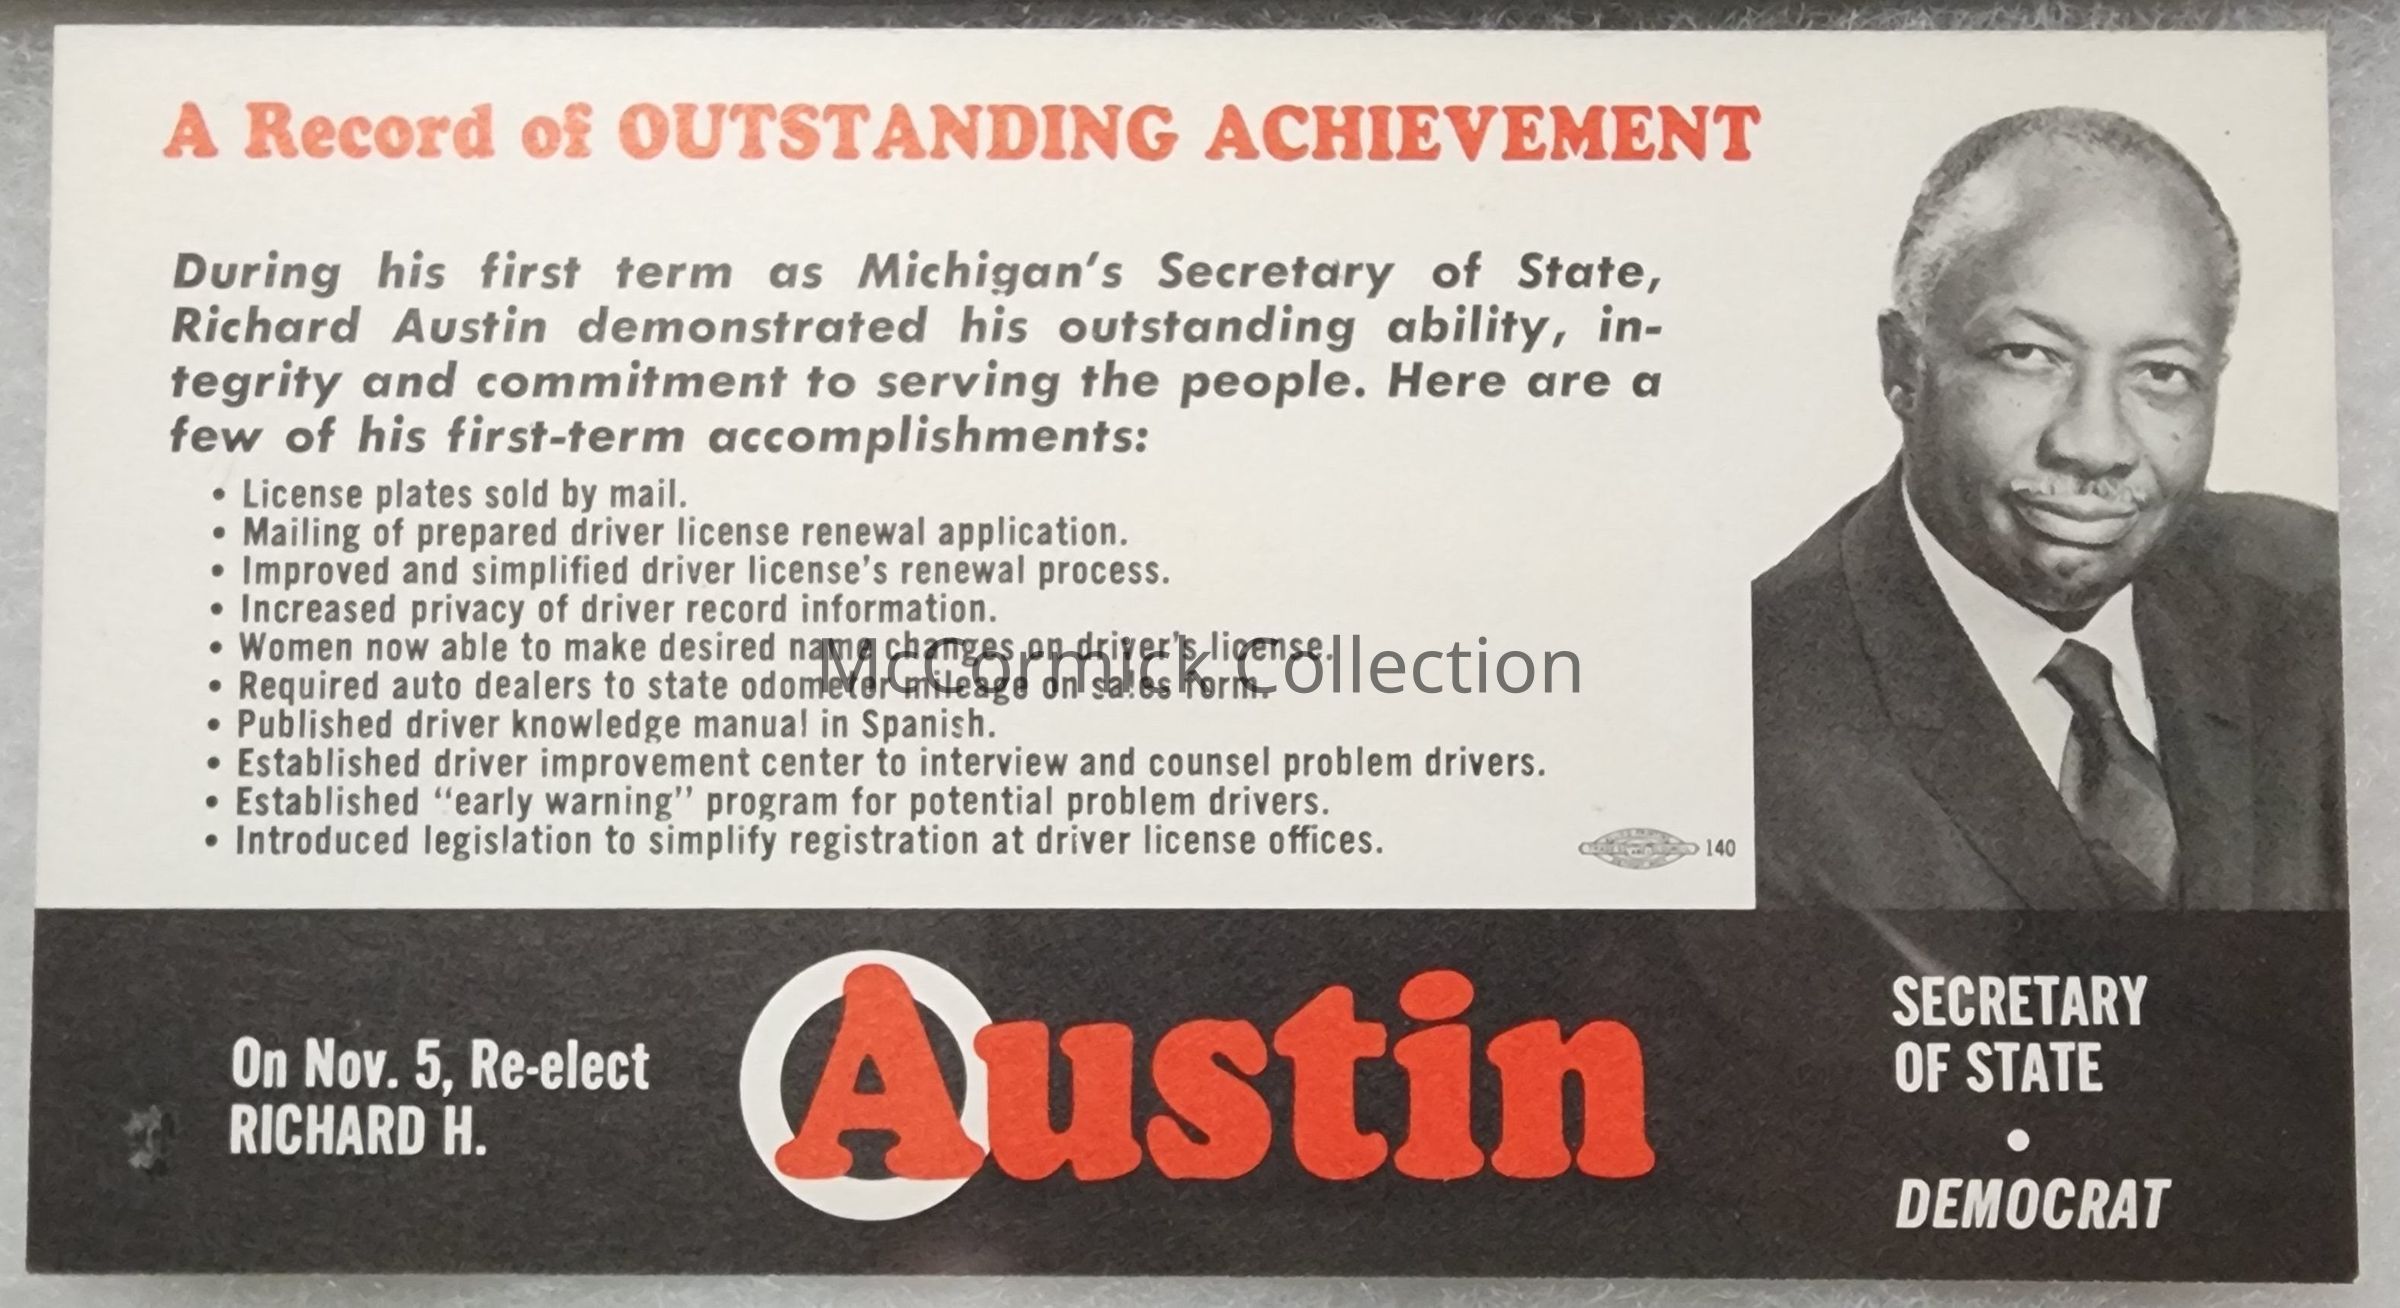 A Record of OUTSTANDING ACHIEVEMENT
During his first term as Michigan's Secretary of State,
Richard Austin demonstrated his outstanding ability, in-
tegrity and commitment to serving the people. Here are a
few of his first-term accomplishments:
• License plates sold by mail.
• Mailing of prepared driver license renewal application.
• Improved and simplified driver license's renewal process.
• Increased privacy of driver record information.
• Women now able to make desired name changes on driver's license.
• Required auto dealers to state odometer mileage on sales form.
McCormick Collection
• Published driver knowledge manual in Spanish.
• Established driver improvement center to interview and counsel problem drivers.
• Established “early warning” program for potential problem drivers.
• Introduced legislation to simplify registration at driver license offices.
140
On Nov. 5, Re-elect
RICHARD H.
Austin
SECRETARY
OF STATE
•
DEMOCRAT